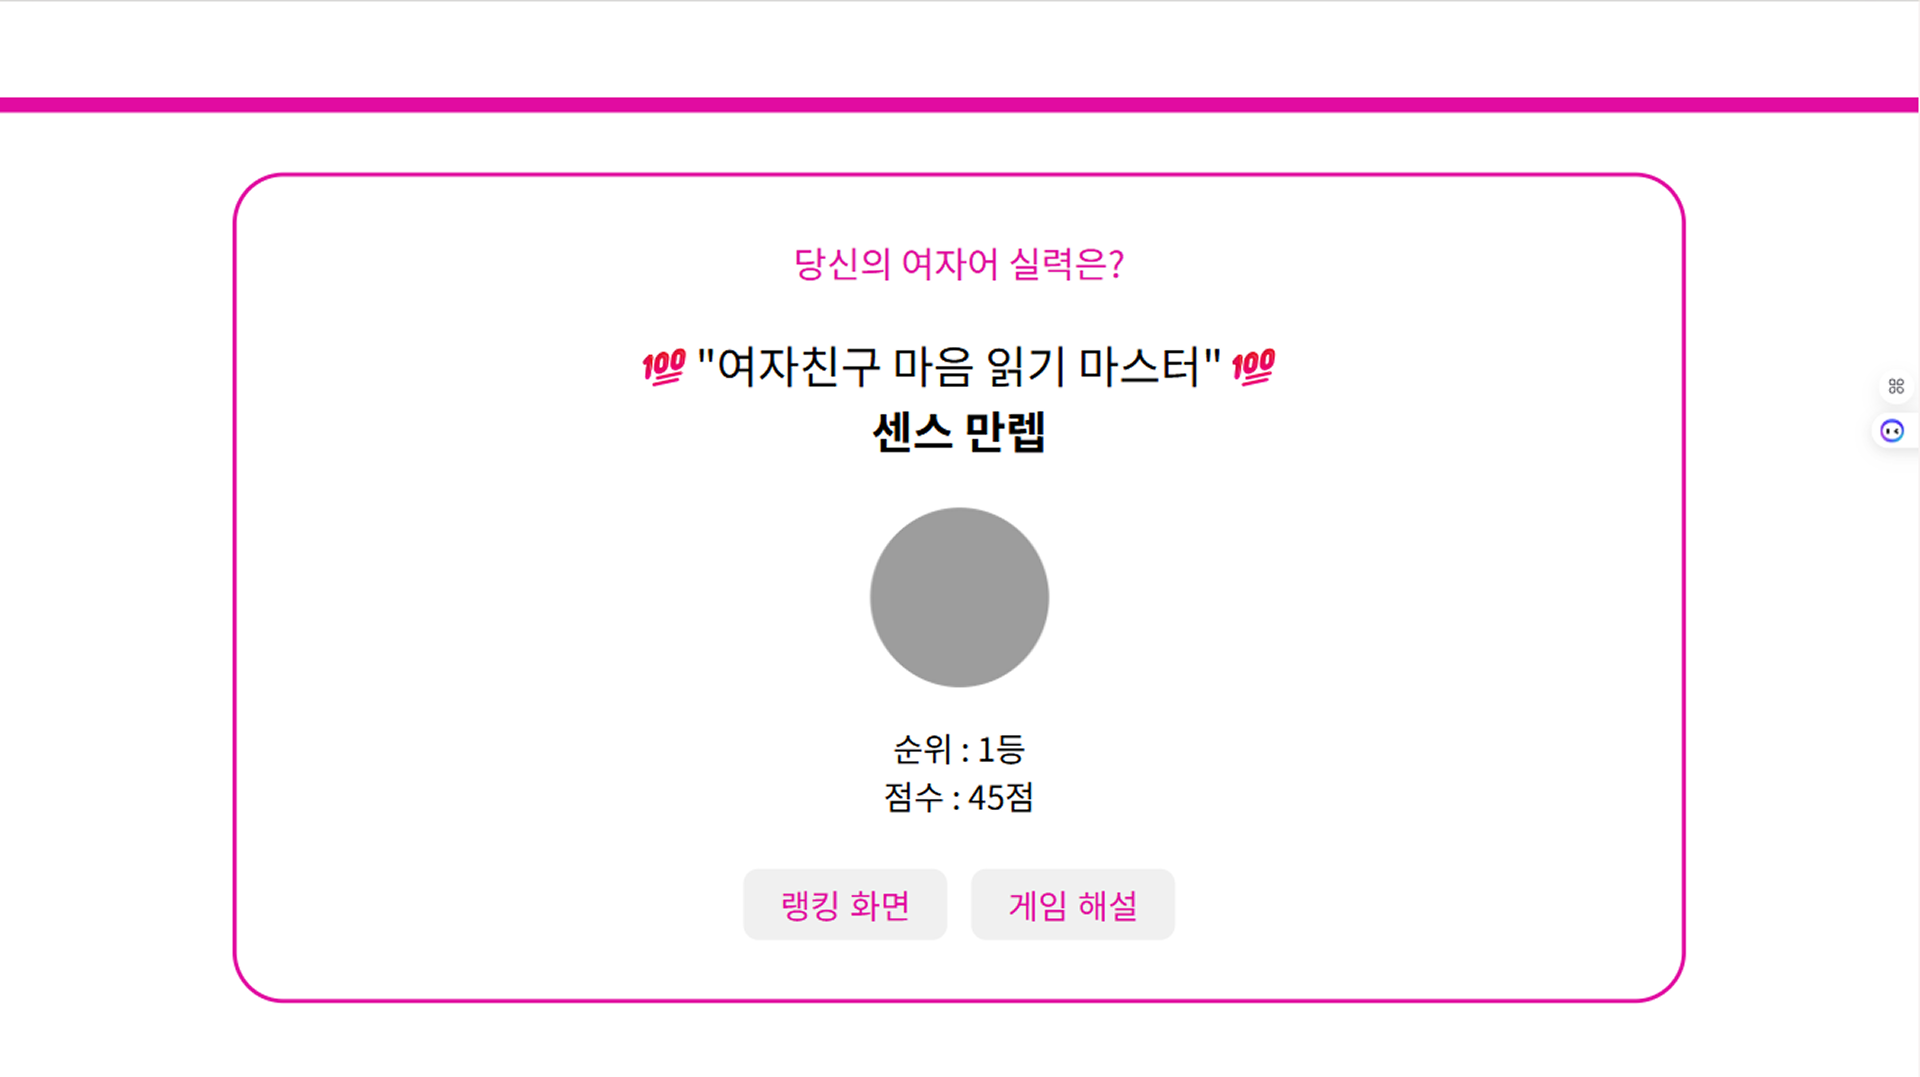 당신의 여자어 실력은?
💯 "여자친구 마음 읽기 마스터" 💯
센스 만렙
순위 : 1등
점수 : 45점
랭킹 화면
게임 해설